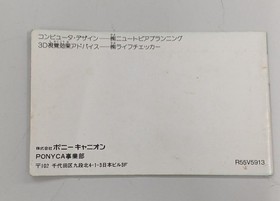 コンピュータ・デザイン──㈱ニュートピアプランニング
3D視覚効果アドバイス──㈱ライフチェッカー
株式会社 ポニーキャニオン
PONYCA事業部
〒102 千代田区九段北4-1-3日本ビル8F
R55V5913